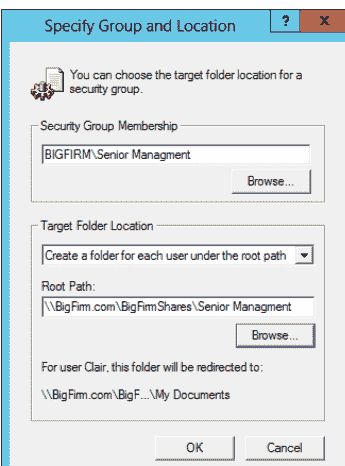 Specify Group and Location
? X
You can choose the target folder location for a
security group.
Security Group Membership
BIGFIRM\Senior Managment
Browse...
Target Folder Location
Create a folder for each user under the root path
Root Path:
\\BigFirm.com\BigFirmShares\Senior Managment
Browse...
For user Clair, this folder will be redirected to:
\\BigFirm.com\BigF...\My Documents
OK Cancel